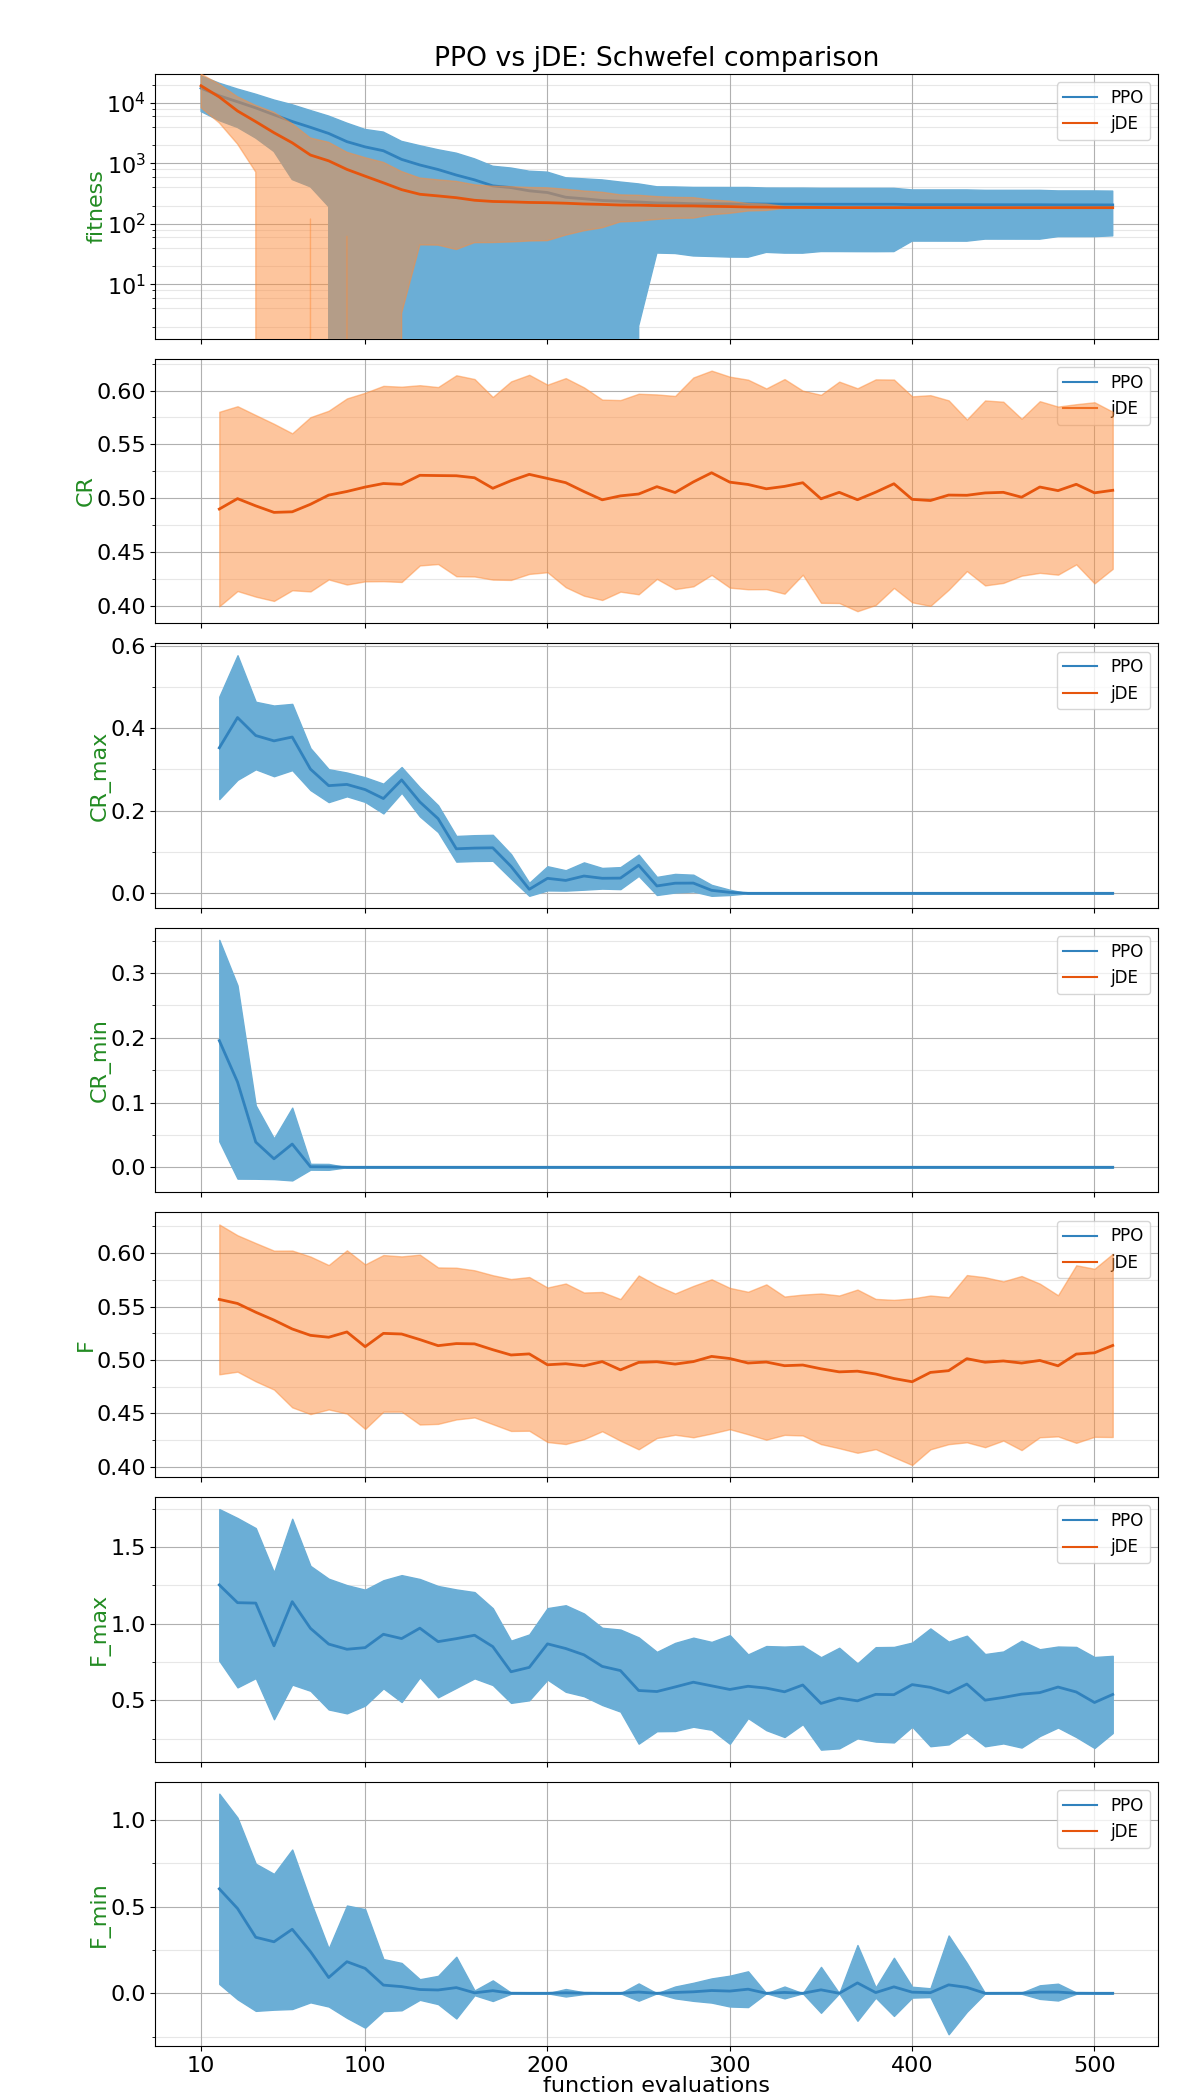 PPO vs jDE: Schwefel comparison
fitness
10⁴
10³
10²
10¹
PPO
jDE
CR
0.60
0.55
0.50
0.45
0.40
PPO
jDE
CR_max
0.6
0.4
0.2
0.0
PPO
jDE
CR_min
0.3
0.2
0.1
0.0
PPO
jDE
F
0.60
0.55
0.50
0.45
0.40
PPO
jDE
F_max
1.5
1.0
0.5
PPO
jDE
F_min
1.0
0.5
0.0
PPO
jDE
10 100 200 300 400 500
function evaluations